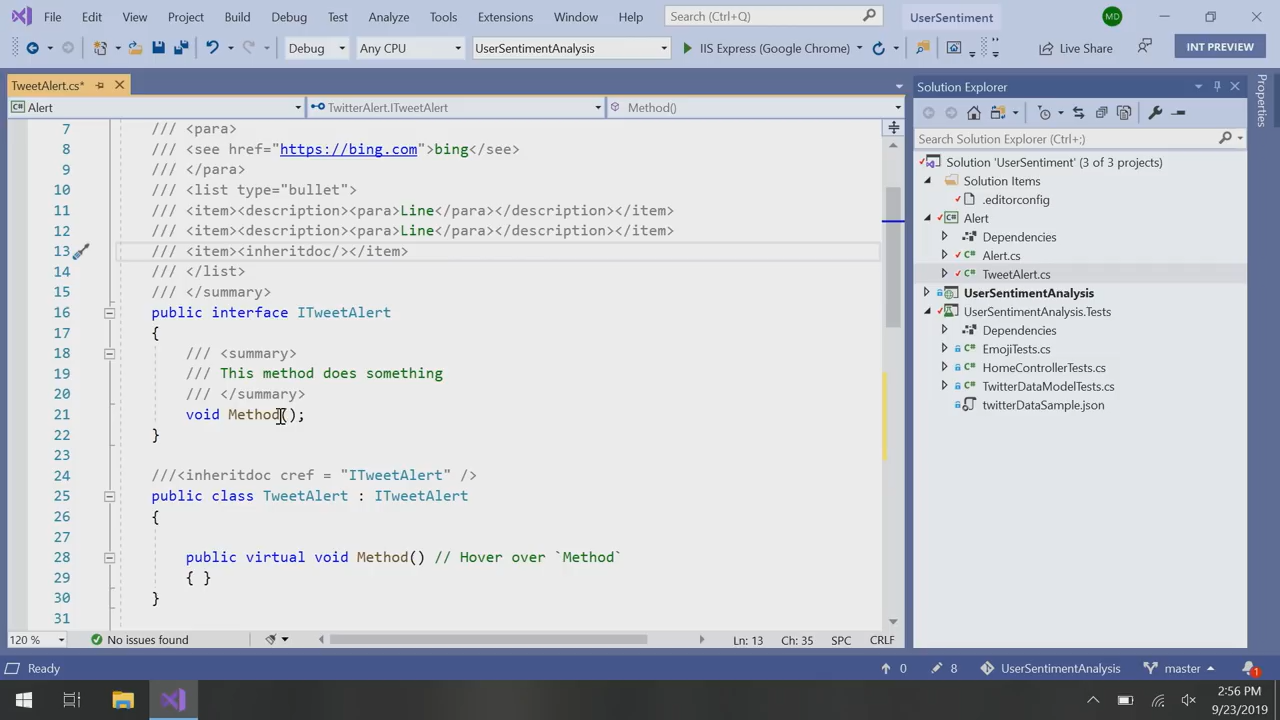 File Edit View Project Build Debug Test Analyze Tools Extensions Window Help Search (Ctrl+Q) UserSentiment MD
Debug Any CPU UserSentimentAnalysis IIS Express (Google Chrome) Live Share INT PREVIEW
TweetAlert.cs*
Alert TwitterAlert.ITweetAlert Method()
7 /// <para>
8 /// <see href="https://bing.com">bing</see>
9 /// </para>
10 /// <list type="bullet">
11 /// <item><description><para>Line</para></description></item>
12 /// <item><description><para>Line</para></description></item>
13 /// <item><inheritdoc/></item>
14 /// </list>
15 /// </summary>
16 public interface ITweetAlert
17 {
18 /// <summary>
19 /// This method does something
20 /// </summary>
21 void Method();
22 }
23
24 ///<inheritdoc cref = "ITweetAlert" />
25 public class TweetAlert : ITweetAlert
26 {
27
28 public virtual void Method() // Hover over `Method`
29 { }
30 }
31
120 % No issues found Ln: 13 Ch: 35 SPC CRLF
Solution Explorer
Search Solution Explorer (Ctrl+;)
Solution 'UserSentiment' (3 of 3 projects)
Solution Items
.editorconfig
Alert
Dependencies
Alert.cs
TweetAlert.cs
UserSentimentAnalysis
UserSentimentAnalysis.Tests
Dependencies
EmojiTests.cs
HomeControllerTests.cs
TwitterDataModelTests.cs
twitterDataSample.json
Properties
Ready 0 8 UserSentimentAnalysis master 1
2:56 PM
9/23/2019